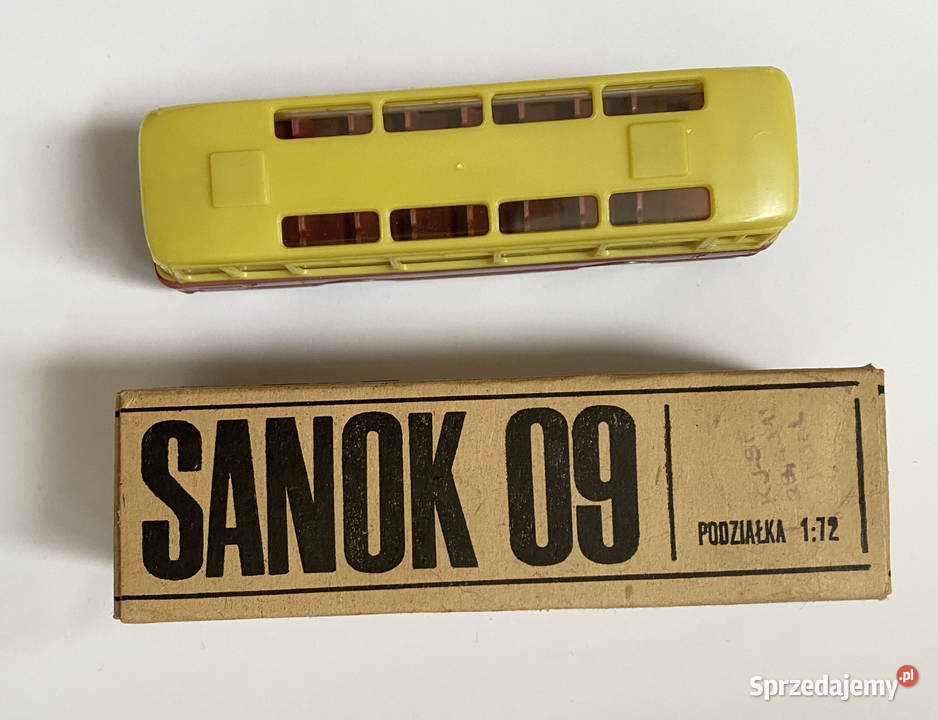 SANOK 09
PODZIAŁKA 1:72
Sprzedajemy.pl